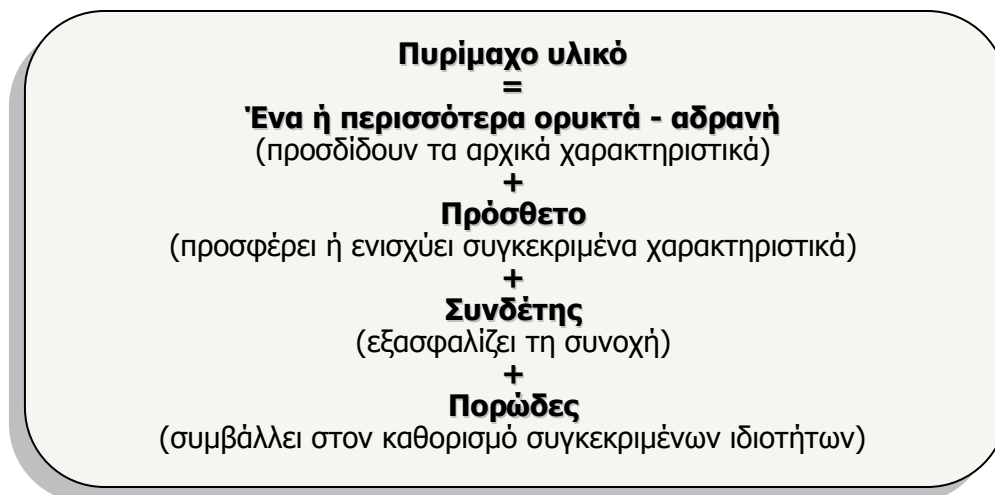 Πυρίμαχο υλικό
=
Ένα ή περισσότερα ορυκτά - αδρανή
(προσδίδουν τα αρχικά χαρακτηριστικά)
+
Πρόσθετο
(προσφέρει ή ενισχύει συγκεκριμένα χαρακτηριστικά)
+
Συνδέτης
(εξασφαλίζει τη συνοχή)
+
Πορώδες
(συμβάλλει στον καθορισμό συγκεκριμένων ιδιοτήτων)